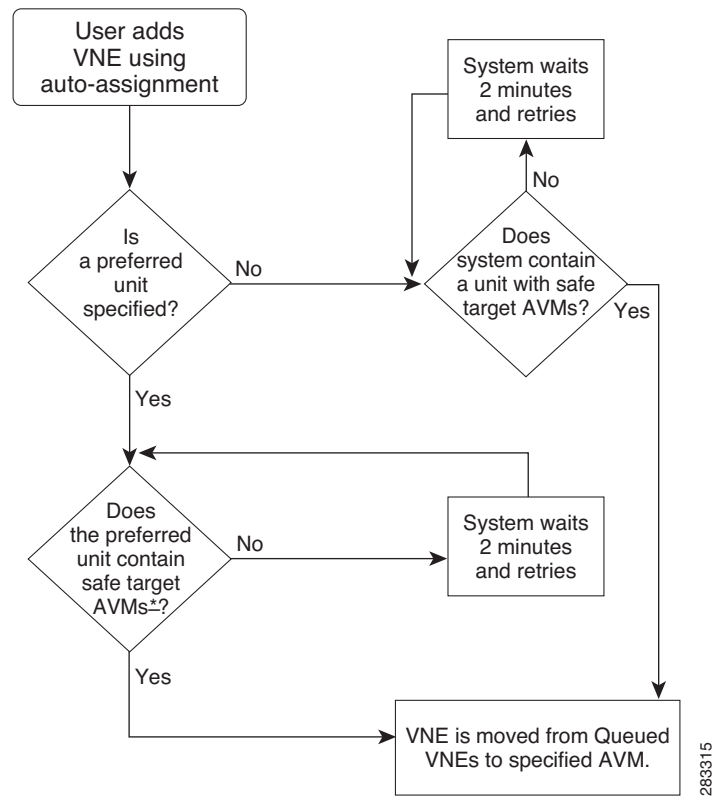 User adds
VNE using
auto-assignment
System waits
2 minutes
and retries
No
Is
a preferred
unit
specified?
No
Does
system contain
a unit with safe
target AVMs?
Yes
Yes
Does
the preferred
unit contain
safe target
AVMs*?
No
System waits
2 minutes
and retries
Yes
VNE is moved from Queued
VNEs to specified AVM.
283315